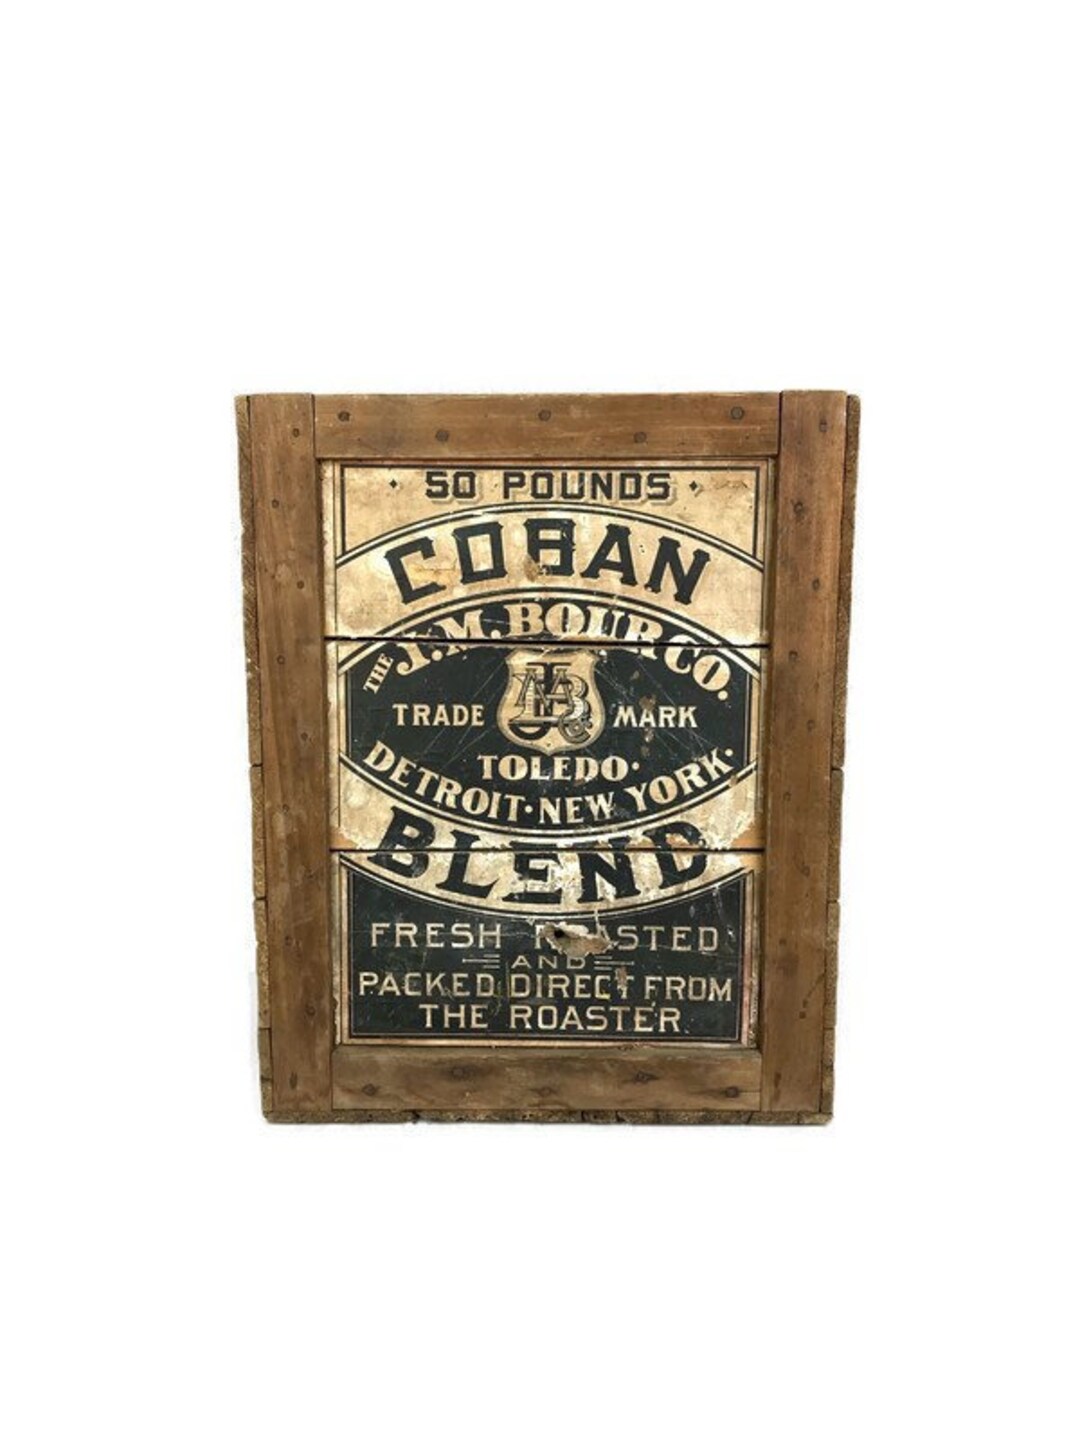 50 POUNDS
COBAN
THE J.M. BOUR CO.
TRADE MARK
TOLEDO·
DETROIT·NEW YORK·
BLEND
FRESH ROASTED
AND
PACKED DIRECT FROM
THE ROASTER